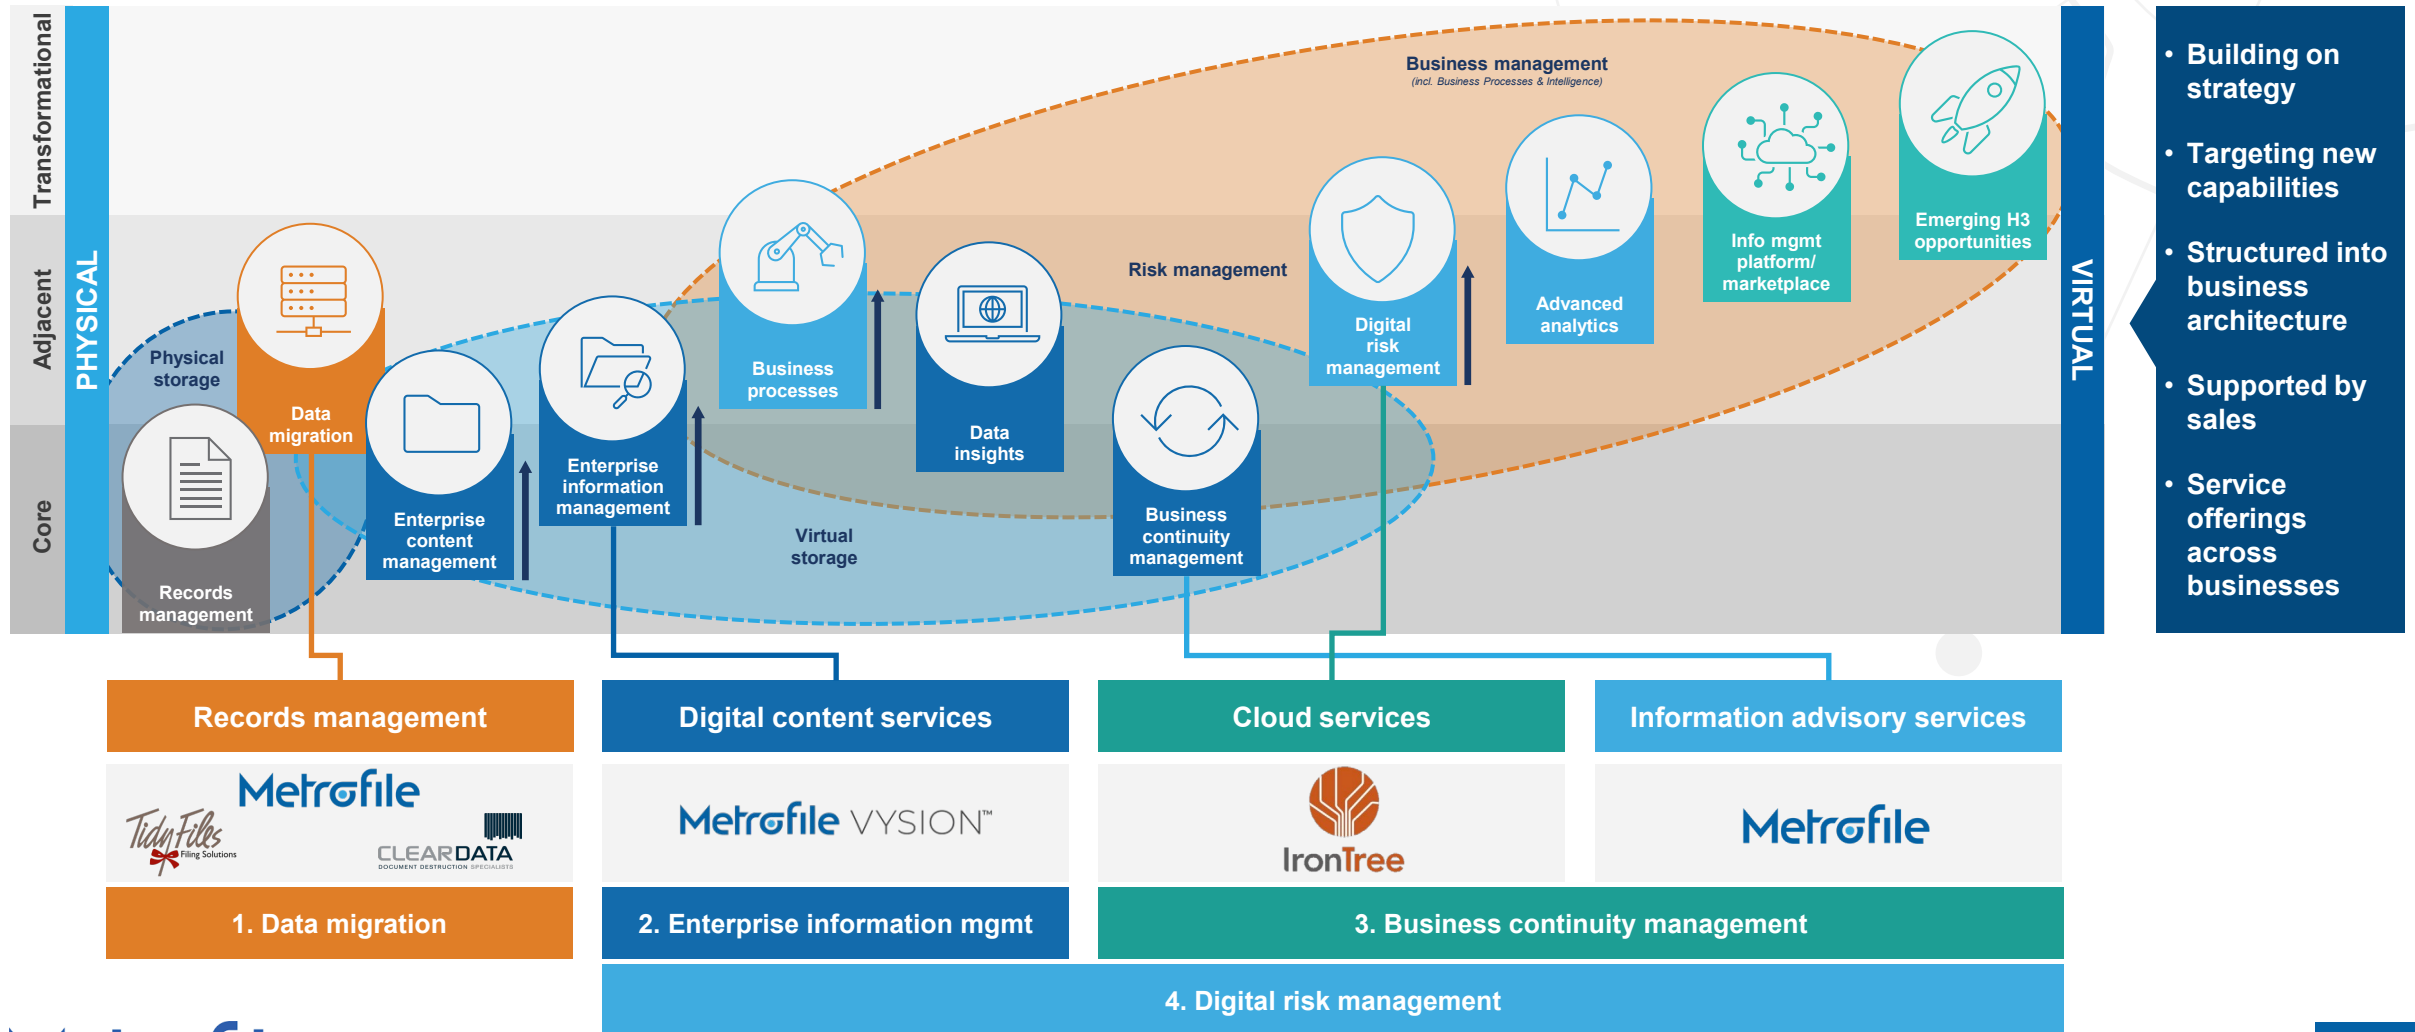 Transformational
Adjacent
Core
PHYSICAL
Physical
storage
Records
management
Data
migration
Enterprise
content
management
Enterprise
information
management
Business
processes
Data
insights
Virtual
storage
Risk management
Business
continuity
management
Business management
(incl. Business Processes & Intelligence)
Digital
risk
management
Advanced
analytics
Info mgmt
platform/
marketplace
Emerging H3
opportunities
VIRTUAL
• Building on
strategy
• Targeting new
capabilities
• Structured into
business
architecture
• Supported by
sales
• Service
offerings
across
businesses
Records management
Digital content services
Cloud services
Information advisory services
Metrofile
Tidy Files
Filing Solutions
CLEARDATA
DOCUMENT DESTRUCTION SPECIALISTS
Metrofile VYSION™
IronTree
Metrofile
1. Data migration
2. Enterprise information mgmt
3. Business continuity management
4. Digital risk management